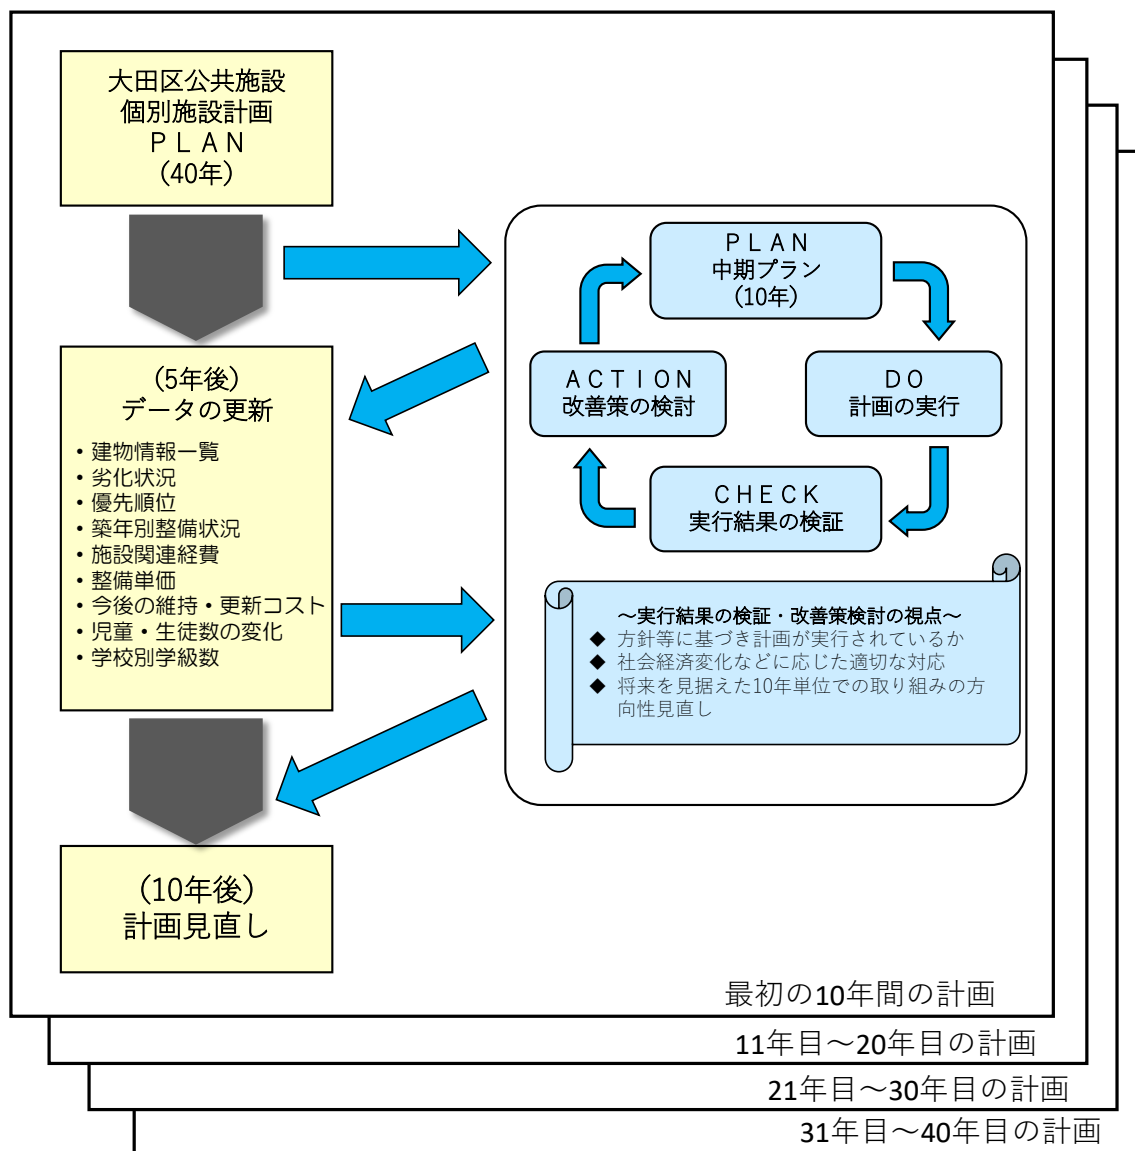 大田区公共施設
個別施設計画
ＰＬＡＮ
(40年)
(5年後)
データの更新
・建物情報一覧
・劣化状況
・優先順位
・築年別整備状況
・施設関連経費
・整備単価
・今後の維持・更新コスト
・児童・生徒数の変化
・学校別学級数
(10年後)
計画見直し
ＰＬＡＮ
中期プラン
(10年)
ＤＯ
計画の実行
ＣＨＥＣＫ
実行結果の検証
ＡＣＴＩＯＮ
改善策の検討
～実行結果の検証・改善策検討の視点～
◆ 方針等に基づき計画が実行されているか
◆ 社会経済変化などに応じた適切な対応
◆ 将来を見据えた10年単位での取り組みの方
向性見直し
最初の10年間の計画
11年目～20年目の計画
21年目～30年目の計画
31年目～40年目の計画